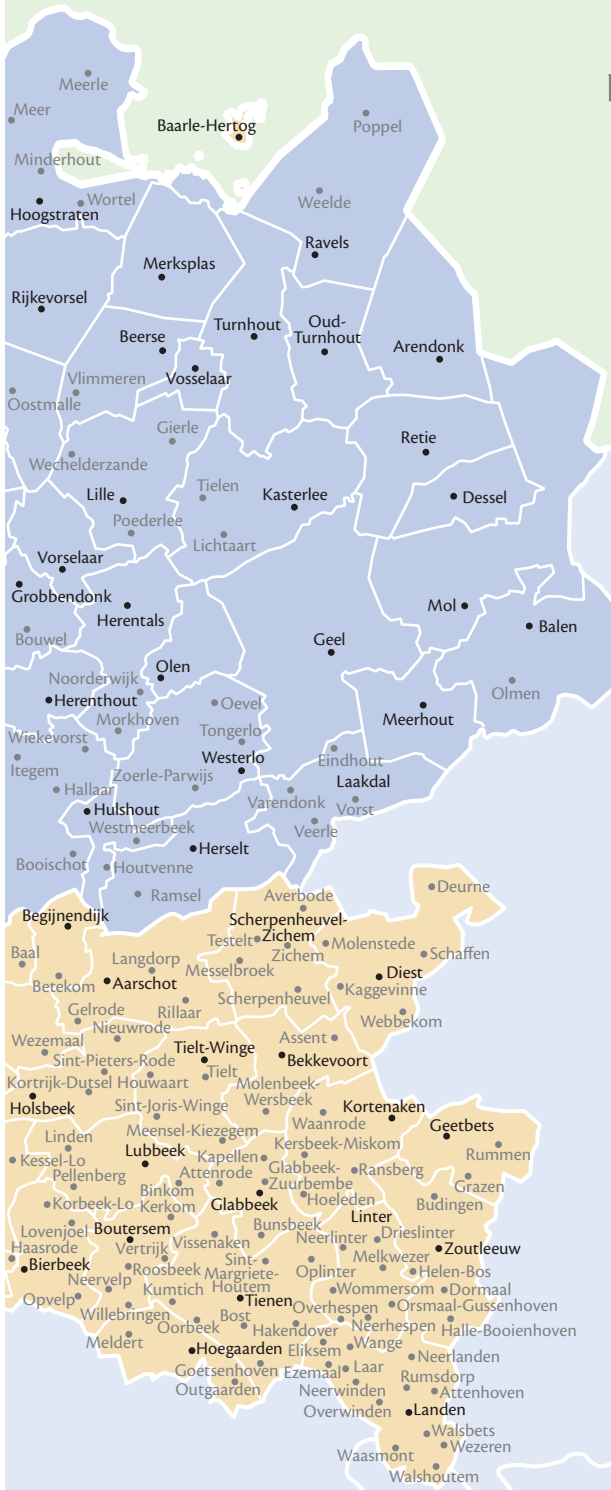 Meerle
Meer
Baarle-Hertog
Poppel
Minderhout
Wortel
Hoogstraten
Weelde
Ravels
Merksplas
Rijkevorsel
Turnhout
Oud-
Turnhout
Beerse
Arendonk
Vosselaar
Vlimmeren
Oostmalle
Gierle
Retie
Wechelderzande
Tielen
Lille
Kasterlee
Dessel
Poederlee
Lichtaart
Vorselaar
Grobbendonk
Herentals
Mol
Balen
Bouwel
Geel
Olen
Noorderwijk
Olmen
Herenthout
Oevel
Meerhout
Morkhoven
Tongerlo
Wiekevorst
Eindhout
Itegem
Westerlo
Zoerle-Parwijs
Laakdal
Hallaar
Varendonk
Vorst
Hulshout
Westmeerbeek
Veerle
Herselt
Booischot
Houtvenne
Ramsel
Deurne
Averbode
Begijnendijk
Scherpenheuvel-
Zichem
Testelt
Molenstede
Baal
Zichem
Schaffen
Langdorp
Messelbroek
Betekom
Aarschot
Diest
Kaggevinne
Scherpenheuvel
Rillaar
Gelrode
Webbekom
Nieuwrode
Wezemaal
Assent
Tielt-Winge
Sint-Pieters-Rode
Bekkevoort
Tielt
Kortrijk-Dutsel
Houwaart
Molenbeek-
Wersbeek
Holsbeek
Sint-Joris-Winge
Kortenaken
Waanrode
Meensel-Kiezegem
Geetbets
Linden
Kersbeek-Miskom
Rummen
Lubbeek
Kapellen
Kessel-Lo
Glabbeek-
Zuurbembe
Ransberg
Pellenberg
Attenrode
Binkom
Grazen
Korbeek-Lo
Kerkom
Glabbeek
Hoeleden
Budingen
Linter
Lovenjoel
Boutersem
Bunsbeek
Neerlinter
Drieslinter
Vissenaken
Haasrode
Vertrijk
Zoutleeuw
Sint-
Margriete-
Houtem
Melkwezer
Bierbeek
Roosbeek
Oplinter
Helen-Bos
Neervelp
Kumtich
Wommersom
Dormaal
Opvelp
Tienen
Willebringen
Overhespen
Orsmaal-Gussenhoven
Bost
Oorbeek
Neerhespen
Hakendover
Halle-Booienhoven
Meldert
Wange
Hoegaarden
Eliksem
Neerlanden
Goetsenhoven
Ezemaal
Laar
Rumsdorp
Outgaarden
Neerwinden
Attenhoven
Overwinden
Landen
Walsbets
Wezeren
Waasmont
Walshoutem